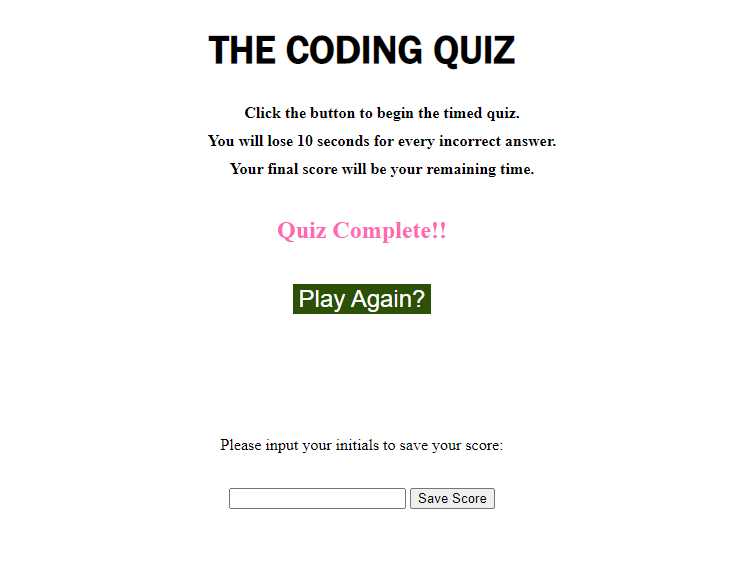 THE CODING QUIZ
Click the button to begin the timed quiz.
You will lose 10 seconds for every incorrect answer.
Your final score will be your remaining time.
Quiz Complete!!
Play Again?
Please input your initials to save your score:
Save Score